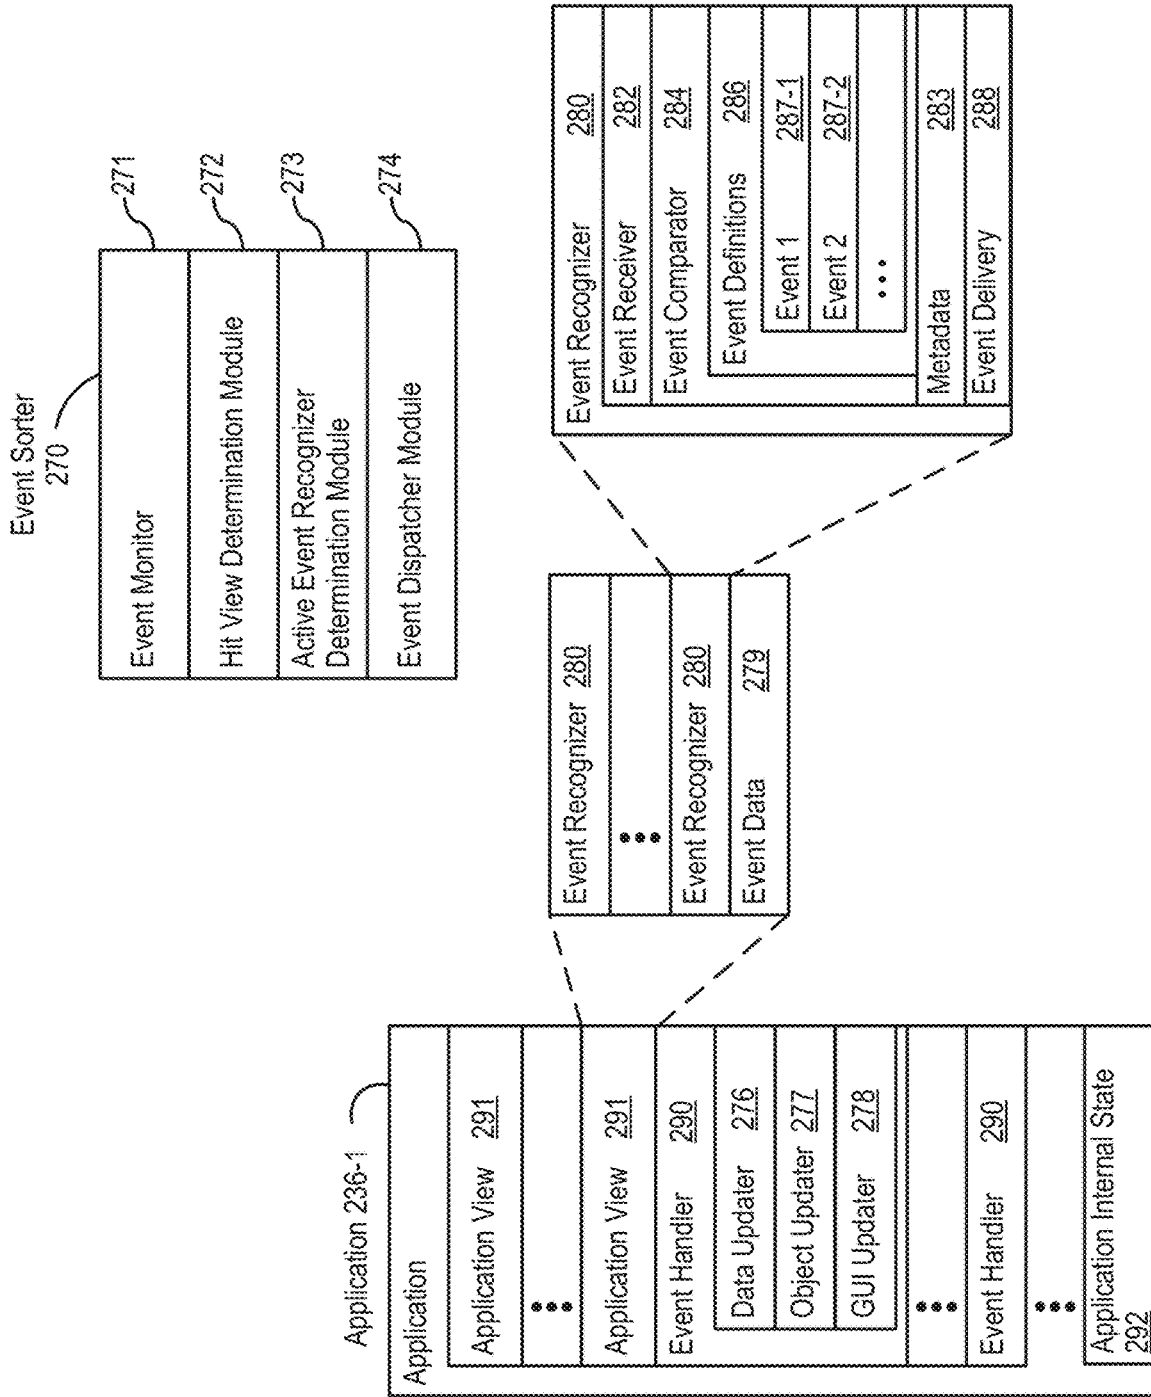 Event Sorter
270
Event Monitor
271
Hit View Determination Module
272
Active Event Recognizer
Determination Module
273
Event Dispatcher Module
274
Application 236-1
Application
Application View 291
•••
Application View 291
Event Handler 290
Data Updater 276
Object Updater 277
GUI Updater 278
•••
Event Handler 290
•••
Application Internal State
292
Event Recognizer 280
•••
Event Recognizer 280
Event Data 279
Event Recognizer 280
Event Receiver 282
Event Comparator 284
Event Definitions 286
Event 1 287-1
Event 2 287-2
•••
Metadata 283
Event Delivery 288